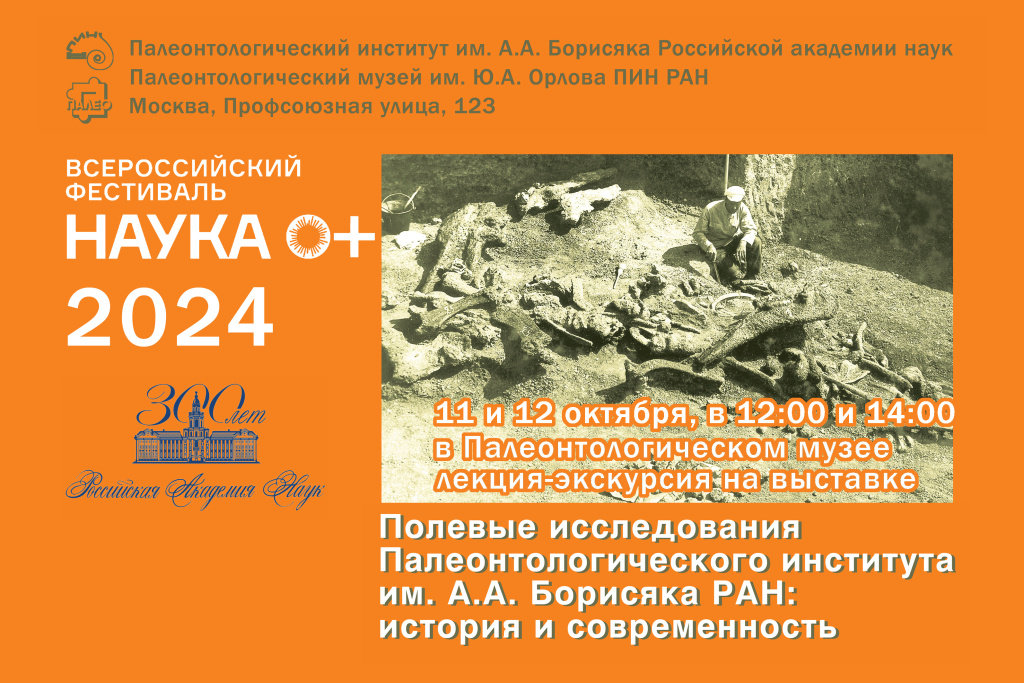 ПИН
ПАЛЕО
Палеонтологический институт им. А.А. Борисяка Российской академии наук
Палеонтологический музей им. Ю.А. Орлова ПИН РАН
Москва, Профсоюзная улица, 123
ВСЕРОССИЙСКИЙ
ФЕСТИВАЛЬ
НАУКА 0+
2024
300 лет
Российская Академия Наук
11 и 12 октября, в 12:00 и 14:00
в Палеонтологическом музее
лекция-экскурсия на выставке
Полевые исследования
Палеонтологического института
им. А.А. Борисяка РАН:
история и современность